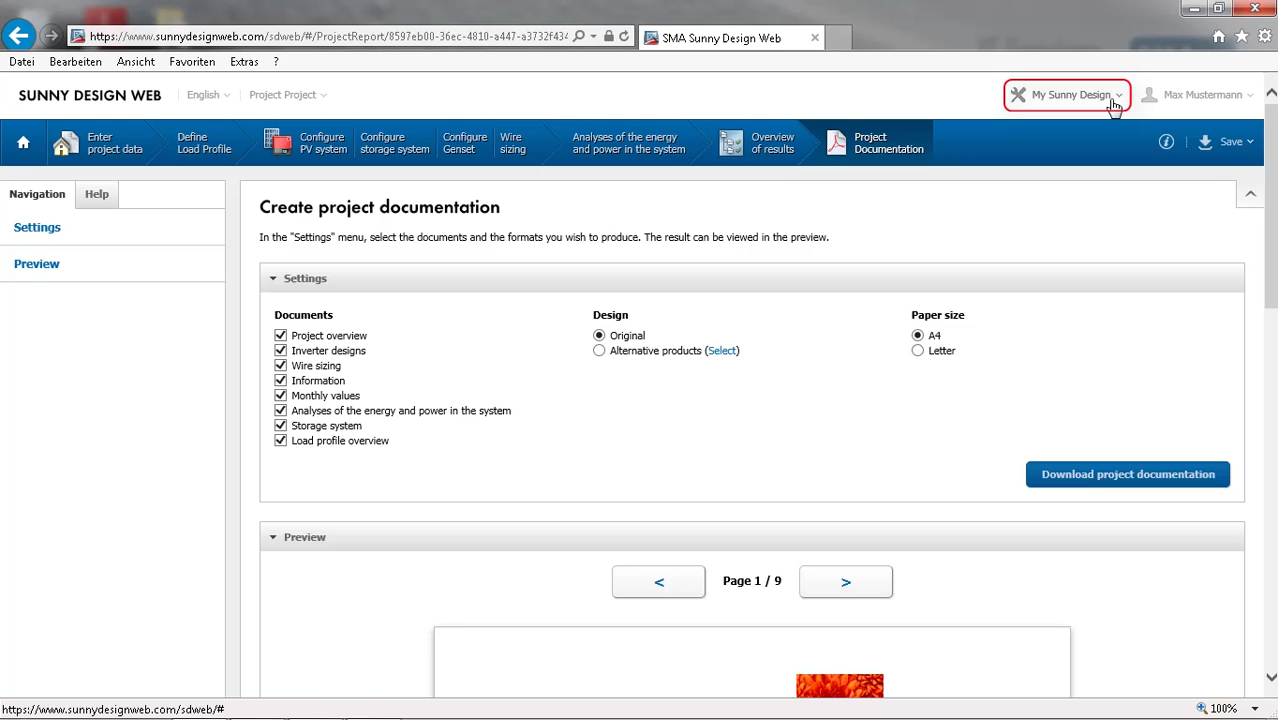 https://www.sunnydesignweb.com/sdweb/#/ProjectReport/8597eb00-36ec-4810-a447-a3732f434
SMA Sunny Design Web
Datei Bearbeiten Ansicht Favoriten Extras ?
SUNNY DESIGN WEB English Project Project My Sunny Design Max Mustermann
Enter project data
Define Load Profile
Configure PV system
Configure storage system
Configure Genset
Wire sizing
Analyses of the energy and power in the system
Overview of results
Project Documentation
Save
Navigation Help
Settings
Preview
Create project documentation
In the "Settings" menu, select the documents and the formats you wish to produce. The result can be viewed in the preview.
Settings
Documents
Project overview
Inverter designs
Wire sizing
Information
Monthly values
Analyses of the energy and power in the system
Storage system
Load profile overview
Design
Original
Alternative products (Select)
Paper size
A4
Letter
Download project documentation
Preview
< Page 1 / 9 >
https://www.sunnydesignweb.com/sdweb/#
100%